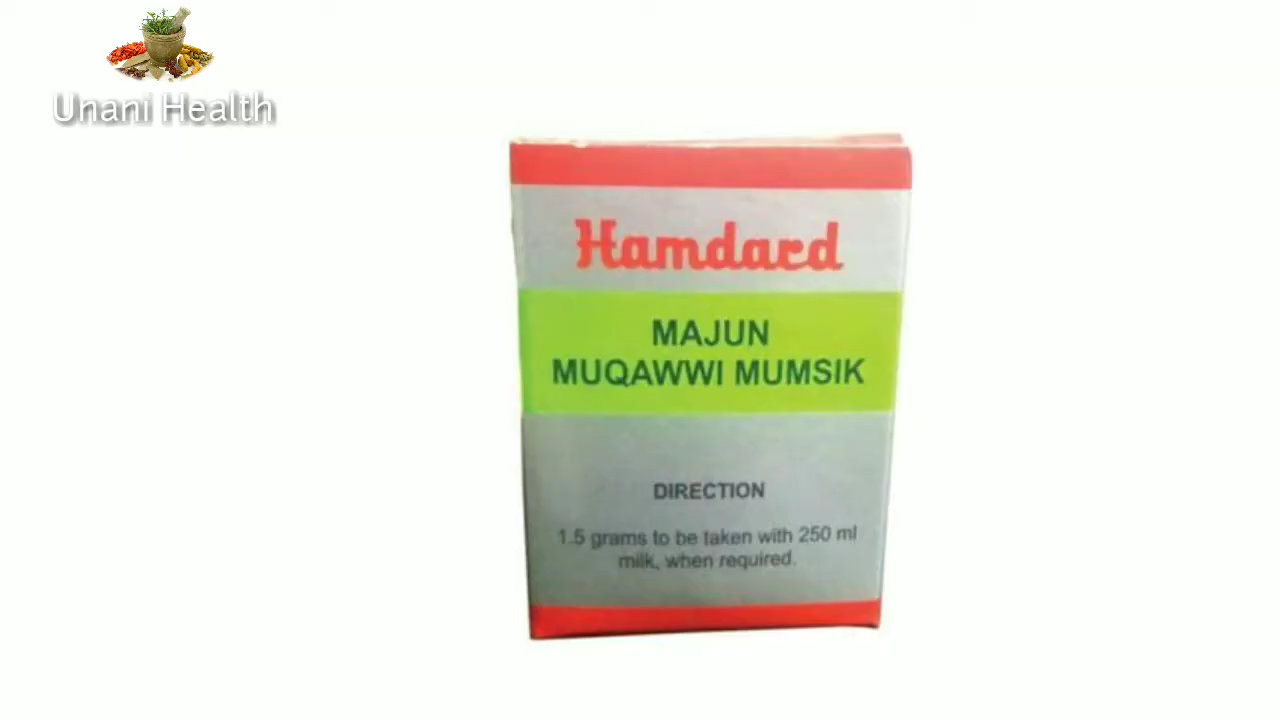 Unani Health
Hamdard
MAJUN
MUQAWWI MUMSIK
DIRECTION
1.5 grams to be taken with 250 ml
milk, when required.